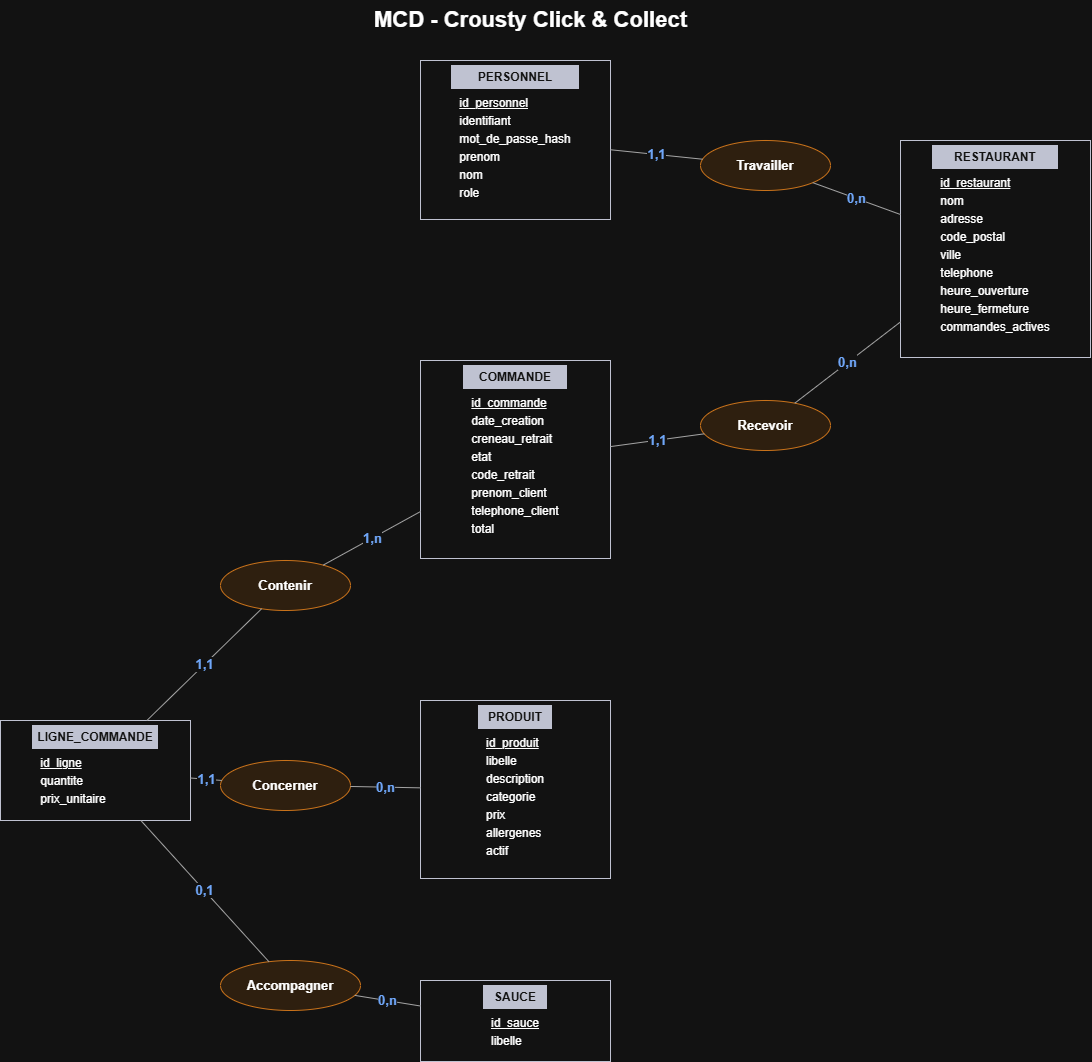 MCD - Crousty Click & Collect
PERSONNEL
id_personnel
identifiant
mot_de_passe_hash
prenom
nom
role
1,1
Travailler
0,n
RESTAURANT
id_restaurant
nom
adresse
code_postal
ville
telephone
heure_ouverture
heure_fermeture
commandes_actives
0,n
Recevoir
1,1
COMMANDE
id_commande
date_creation
creneau_retrait
etat
code_retrait
prenom_client
telephone_client
total
1,n
Contenir
1,1
LIGNE_COMMANDE
id_ligne
quantite
prix_unitaire
1,1
Concerner
0,n
PRODUIT
id_produit
libelle
description
categorie
prix
allergenes
actif
0,1
Accompagner
0,n
SAUCE
id_sauce
libelle